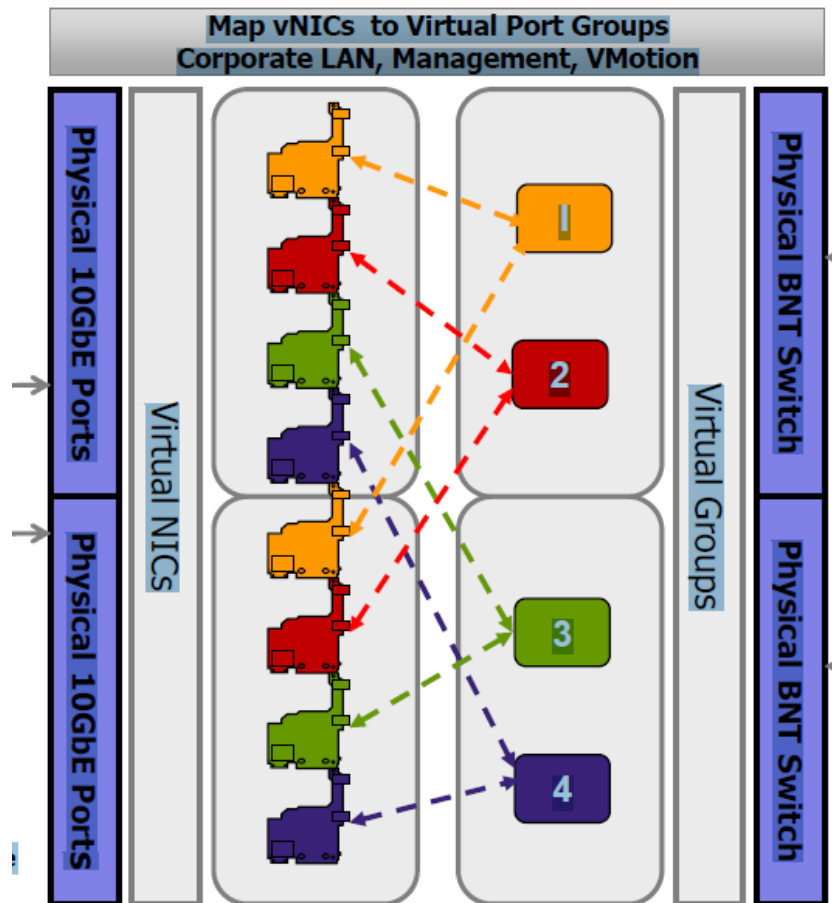 Map vNICs to Virtual Port Groups
Corporate LAN, Management, VMotion
Physical 10GbE Ports
Physical 10GbE Ports
Virtual NICs
1
2
3
4
Virtual Groups
Physical BNT Switch
Physical BNT Switch